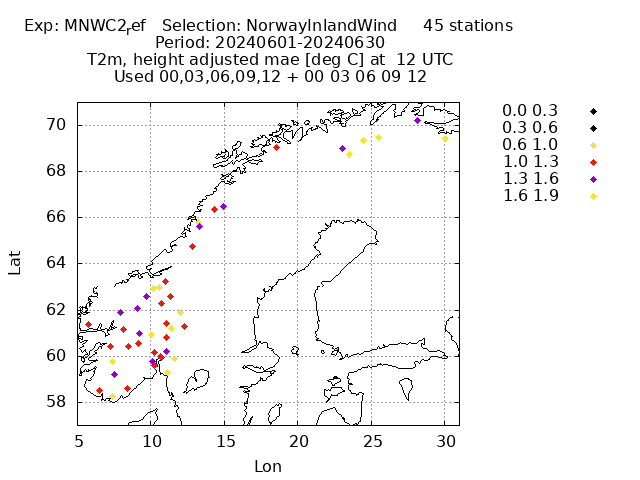 Exp: MNWC2ref Selection: NorwayInlandWind 45 stations
Period: 20240601-20240630
T2m, height adjusted mae [deg C] at 12 UTC
Used 00,03,06,09,12 + 00 03 06 09 12
0.0 0.3
0.3 0.6
0.6 1.0
1.0 1.3
1.3 1.6
1.6 1.9
70
68
66
64
62
60
58
Lat
5 10 15 20 25 30
Lon